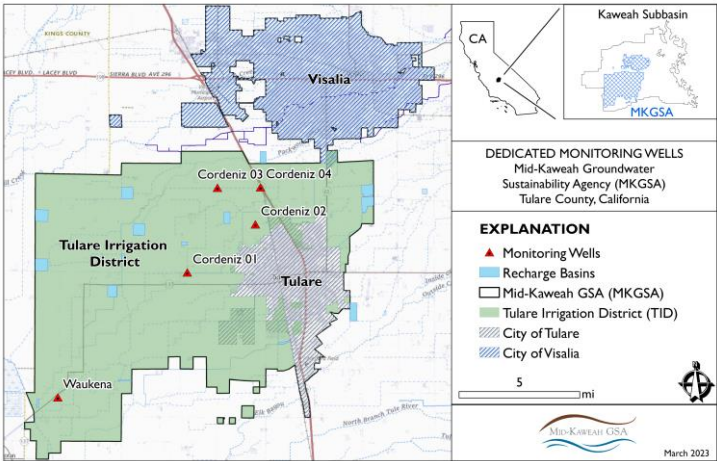 KINGS COUNTY
LACEY BLVD
SIERRA BLVD AVE 296
Visalia
Cordeniz 03
Cordeniz 04
Cordeniz 02
Tulare Irrigation
District
Cordeniz 01
Tulare
Waukena
Elk Bayou
North Branch Tule River
CA
Kaweah Subbasin
MKGSA
DEDICATED MONITORING WELLS
Mid-Kaweah Groundwater
Sustainability Agency (MKGSA)
Tulare County, California
EXPLANATION
Monitoring Wells
Recharge Basins
Mid-Kaweah GSA (MKGSA)
Tulare Irrigation District (TID)
City of Tulare
City of Visalia
5
mi
MID-KAWEAH GSA
March 2023